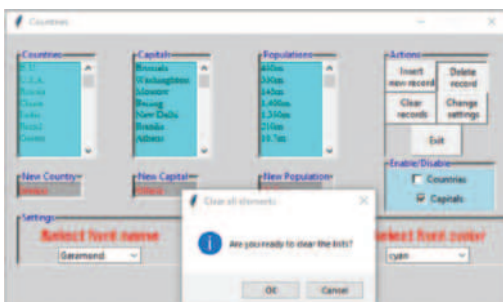 Countries
Countries
Capitals
Populations
Actions
E.U.
U.S.A.
Russia
China
India
Brazil
Greece
Brussels
Washington
Moscow
Beijing
New Delhi
Brasilia
Athens
450m
350m
145m
1,400m
1,350m
210m
10.7m
Insert new record
Delete record
Clear records
Change settings
Exit
New Country
New Capital
New Population
Enable/Disable
Countries
Capitals
Settings
Select font name
Garamond
Select font color
cyan
Clear all elements
Are you ready to clear the lists?
OK
Cancel